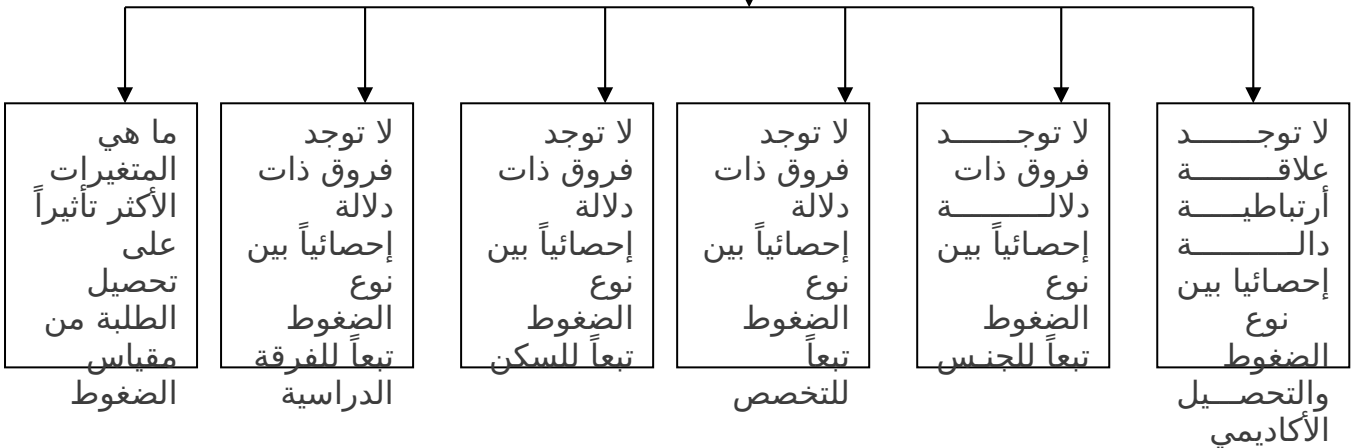 لا توجد
علاقة
أرتباطية
دالة
إحصائيا بين
نوع
الضغوط
والتحصيل
الأكاديمي
لا توجد
فروق ذات
دلالة
إحصائياً بين
نوع
الضغوط
تبعاً للجنس
لا توجد
فروق ذات
دلالة
إحصائياً بين
نوع
الضغوط
تبعاً
للتخصص
لا توجد
فروق ذات
دلالة
إحصائياً بين
نوع
الضغوط
تبعاً للسكن
لا توجد
فروق ذات
دلالة
إحصائياً بين
نوع
الضغوط
تبعاً للفرقة
الدراسية
ما هي
المتغيرات
الأكثر تأثيراً
على
تحصيل
الطلبة من
مقياس
الضغوط